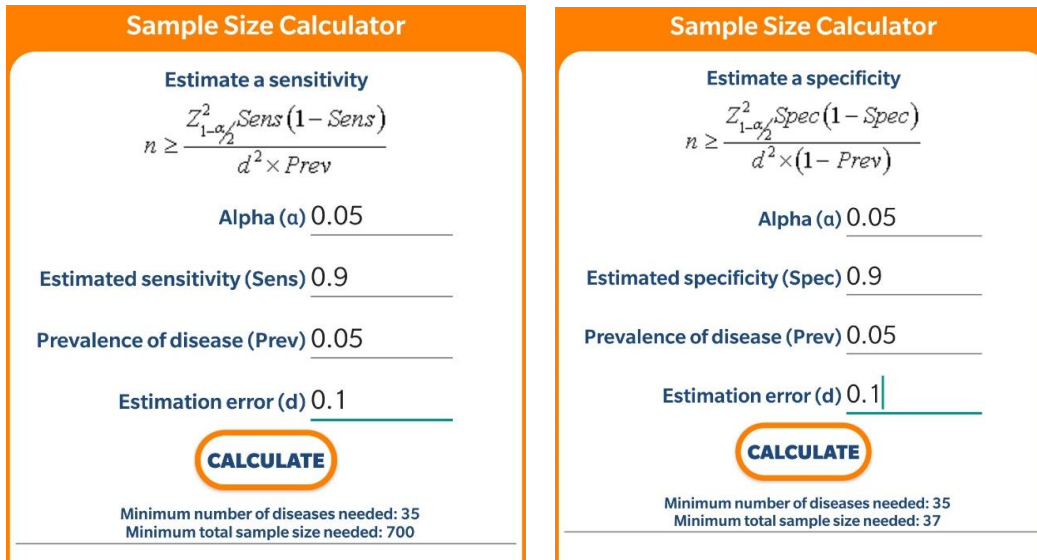 Sample Size Calculator
Estimate a sensitivity
n ≥ Z²₁₋α/₂ Sens (1 − Sens) / d² × Prev
Alpha (α) 0.05
Estimated sensitivity (Sens) 0.9
Prevalence of disease (Prev) 0.05
Estimation error (d) 0.1
CALCULATE
Minimum number of diseases needed: 35
Minimum total sample size needed: 700
Sample Size Calculator
Estimate a specificity
n ≥ Z²₁₋α/₂ Spec (1 − Spec) / d² × (1 − Prev)
Alpha (α) 0.05
Estimated specificity (Spec) 0.9
Prevalence of disease (Prev) 0.05
Estimation error (d) 0.1
CALCULATE
Minimum number of diseases needed: 35
Minimum total sample size needed: 37